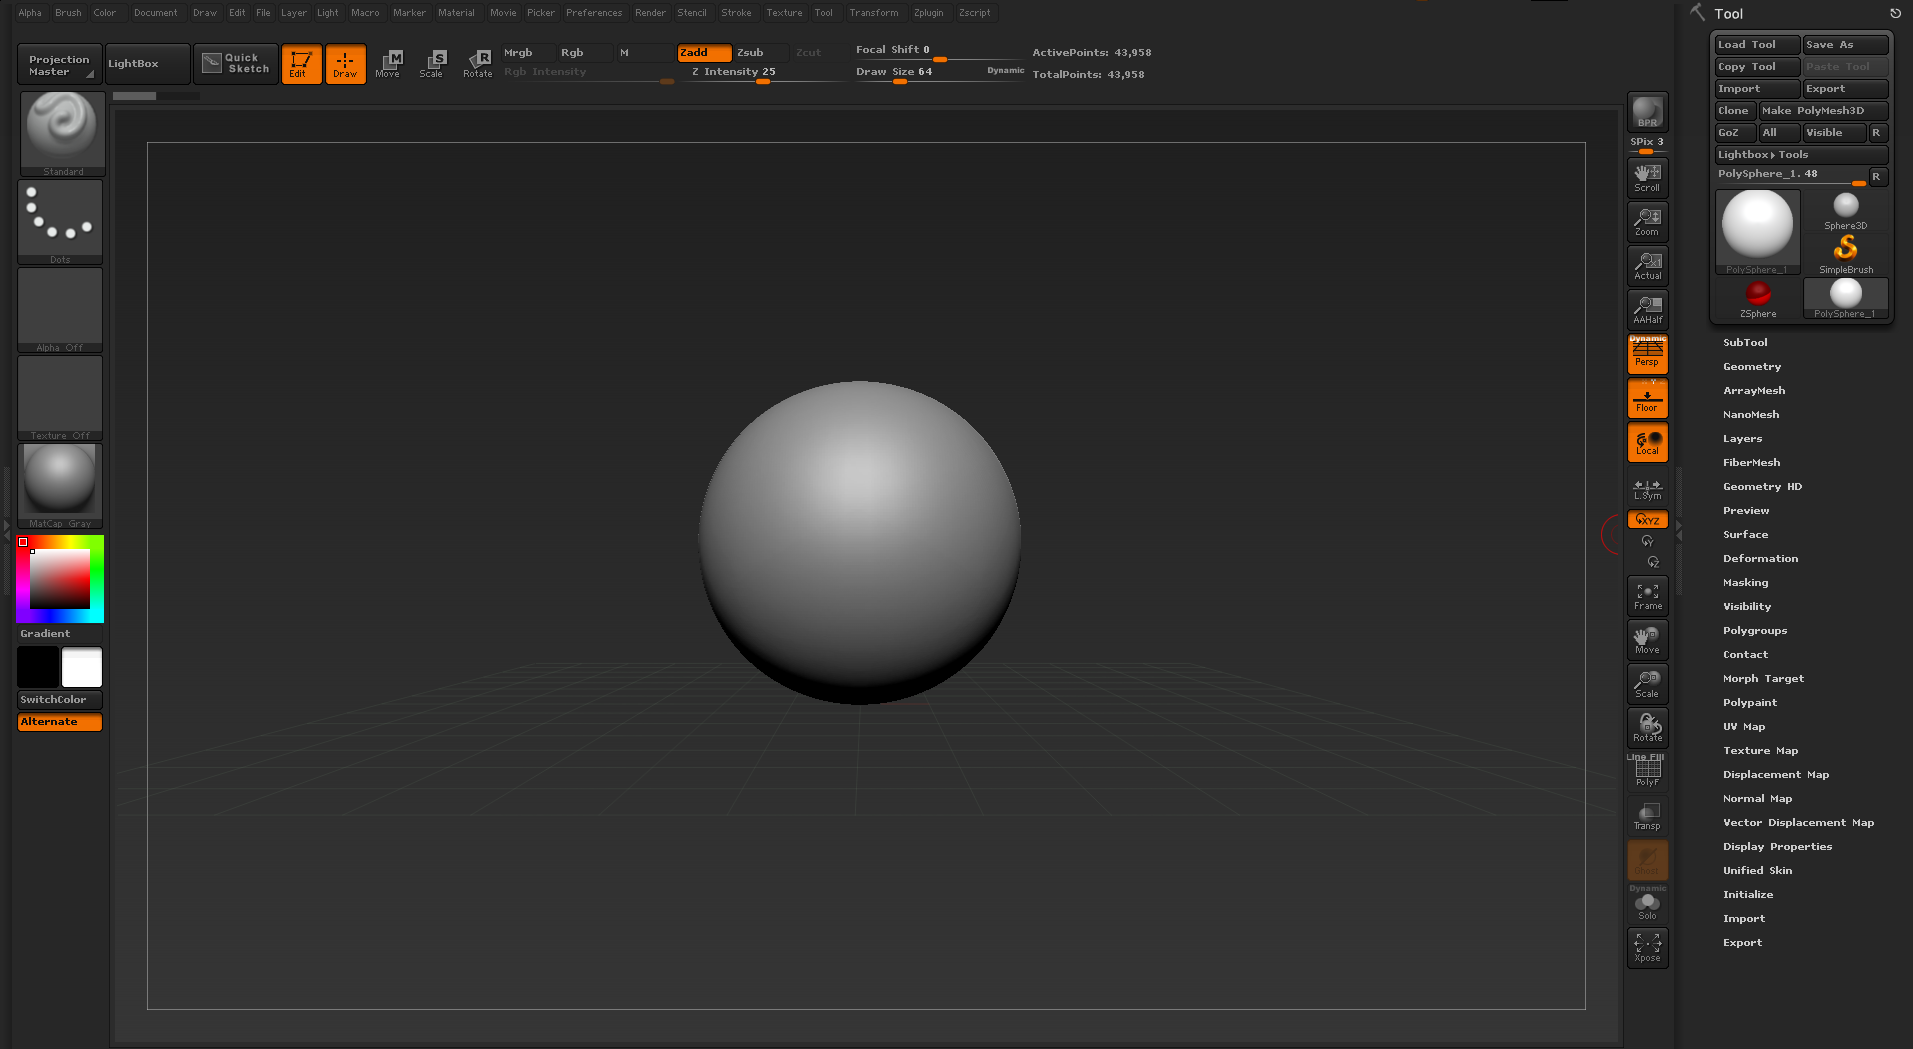 Alpha Brush Color Document Draw Edit File Layer Light Macro Marker Material Movie Picker Preferences Render Stencil Stroke Texture Tool Transform Zplugin Zscript
Projection Master
LightBox
Quick Sketch
Edit
Draw
Move
Scale
Rotate
Mrgb Rgb M Zadd Zsub Zcut
Rgb Intensity
Z Intensity 25
Focal Shift 0
Draw Size 64
Dynamic
ActivePoints: 43,958
TotalPoints: 43,958
Standard
Dots
Alpha Off
Texture Off
MatCap Gray
Gradient
SwitchColor
Alternate
BPR
SPix 3
Scroll
Zoom
Actual
AAHalf
Dynamic
Persp
Floor
Local
L.Sym
XYZ
Y
Z
Frame
Move
Scale
Rotate
Line Fill
PolyF
Transp
Ghost
Dynamic
Solo
Xpose
Tool
Load Tool Save As
Copy Tool Paste Tool
Import Export
Clone Make PolyMesh3D
GoZ All Visible R
Lightbox Tools
PolySphere_1. 48 R
PolySphere_1
Sphere3D
SimpleBrush
ZSphere
PolySphere_1
SubTool
Geometry
ArrayMesh
NanoMesh
Layers
FiberMesh
Geometry HD
Preview
Surface
Deformation
Masking
Visibility
Polygroups
Contact
Morph Target
Polypaint
UV Map
Texture Map
Displacement Map
Normal Map
Vector Displacement Map
Display Properties
Unified Skin
Initialize
Import
Export